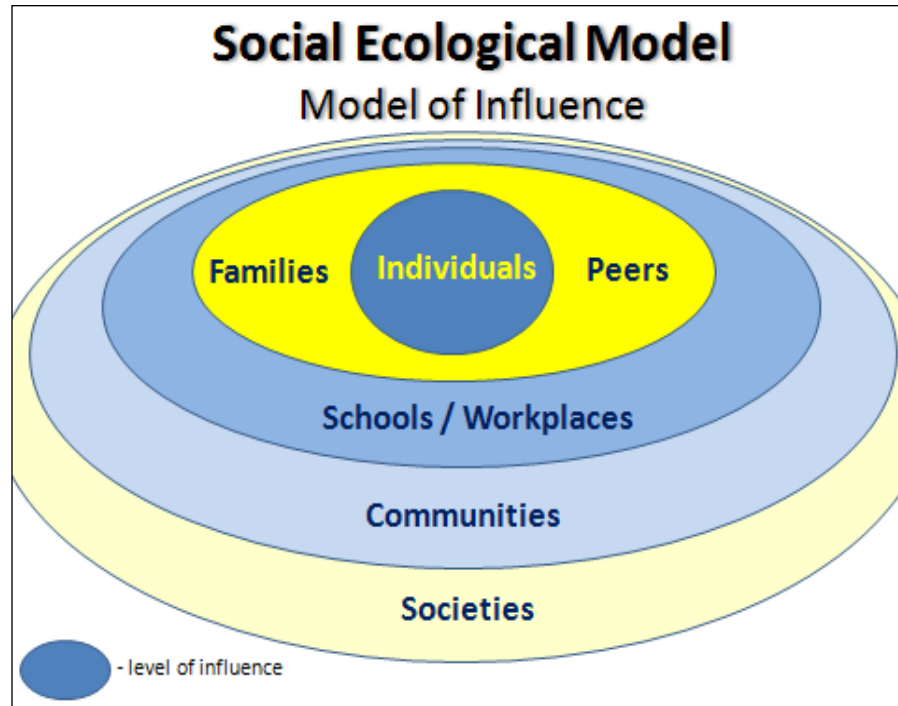 Social Ecological Model
Model of Influence
Families Individuals Peers
Schools / Workplaces
Communities
Societies
- level of influence